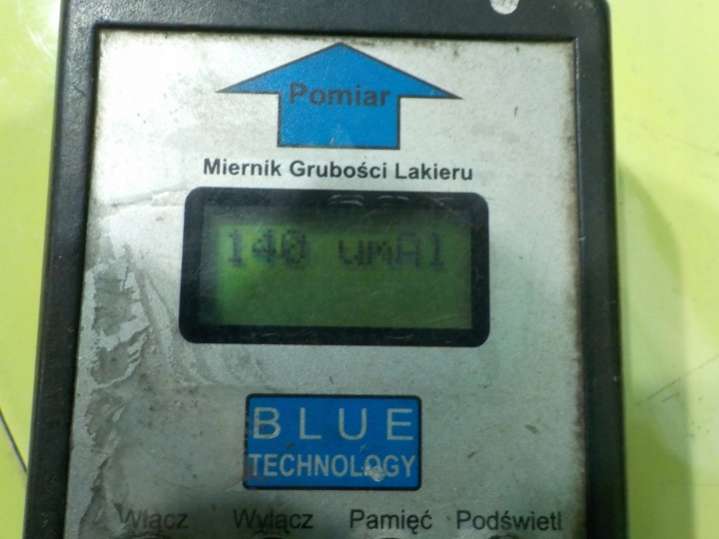 Pomiar
Miernik Grubości Lakieru
140 umAl
BLUE
TECHNOLOGY
Włącz Wyłącz Pamięć Podświetl